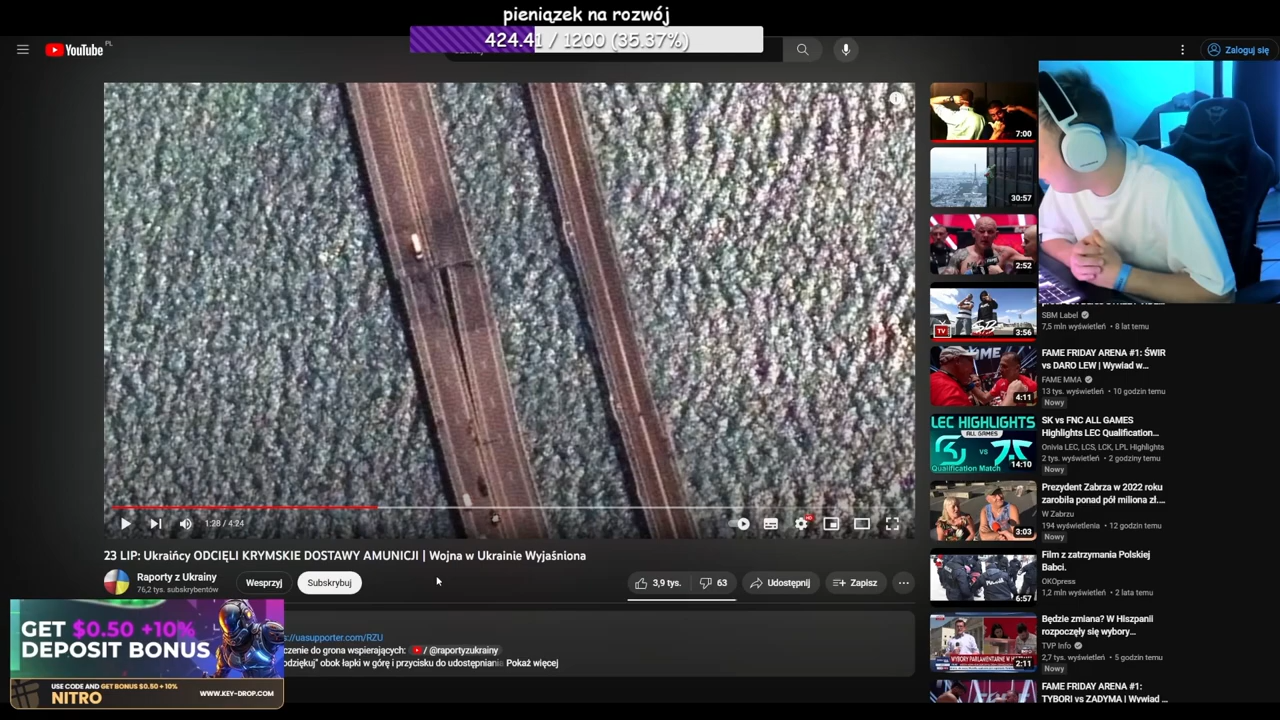 pieniązek na rozwój
424.41 / 1200 (35.37%)
YouTube PL
Zaloguj się
7:00
30:57
2:52
TV
3:56
SBM Label
7,5 mln wyświetleń • 8 lat temu
FAME FRIDAY ARENA #1: ŚWIR
vs DARO LEW | Wywiad w...
FAME MMA
13 tys. wyświetleń • 10 godzin temu
Nowy
4:11
LEC HIGHLIGHTS
ALL GAMES
VS
Qualification Match
14:10
SK vs FNC ALL GAMES
Highlights LEC Qualification...
Onivia LEC, LCS, LCK, LPL Highlights
2 tys. wyświetleń • 2 godziny temu
Nowy
3:03
Prezydent Zabrza w 2022 roku
zarobiła ponad pół miliona zł....
W Zabrzu
194 wyświetlenia • 12 godzin temu
Nowy
6:57
Film z zatrzymania Polskiej
Babci.
OKOpress
1,2 mln wyświetleń • 2 lata temu
2:11
Będzie zmiana? W Hiszpanii
rozpoczęły się wybory...
TVP Info
2,7 tys. wyświetleń • 5 godzin temu
Nowy
FAME FRIDAY ARENA #1:
TYBORI vs ZADYMA | Wywiad ...
1:28 / 4:24
HD
23 LIP: Ukraińcy ODCIĘLI KRYMSKIE DOSTAWY AMUNICJI | Wojna w Ukrainie Wyjaśniona
Raporty z Ukrainy
76,2 tys. subskrybentów
Wesprzyj
Subskrybuj
3,9 tys.
63
Udostępnij
Zapisz
s://uasupporter.com/RZU
czenie do grona wspierających: / @raportyzukrainy
odziękuj" obok łapki w górę i przycisku do udostępniania Pokaż więcej
GET $0.50 +10%
DEPOSIT BONUS
USE CODE AND GET BONUS $0.50 + 10%
NITRO
WWW.KEY-DROP.COM